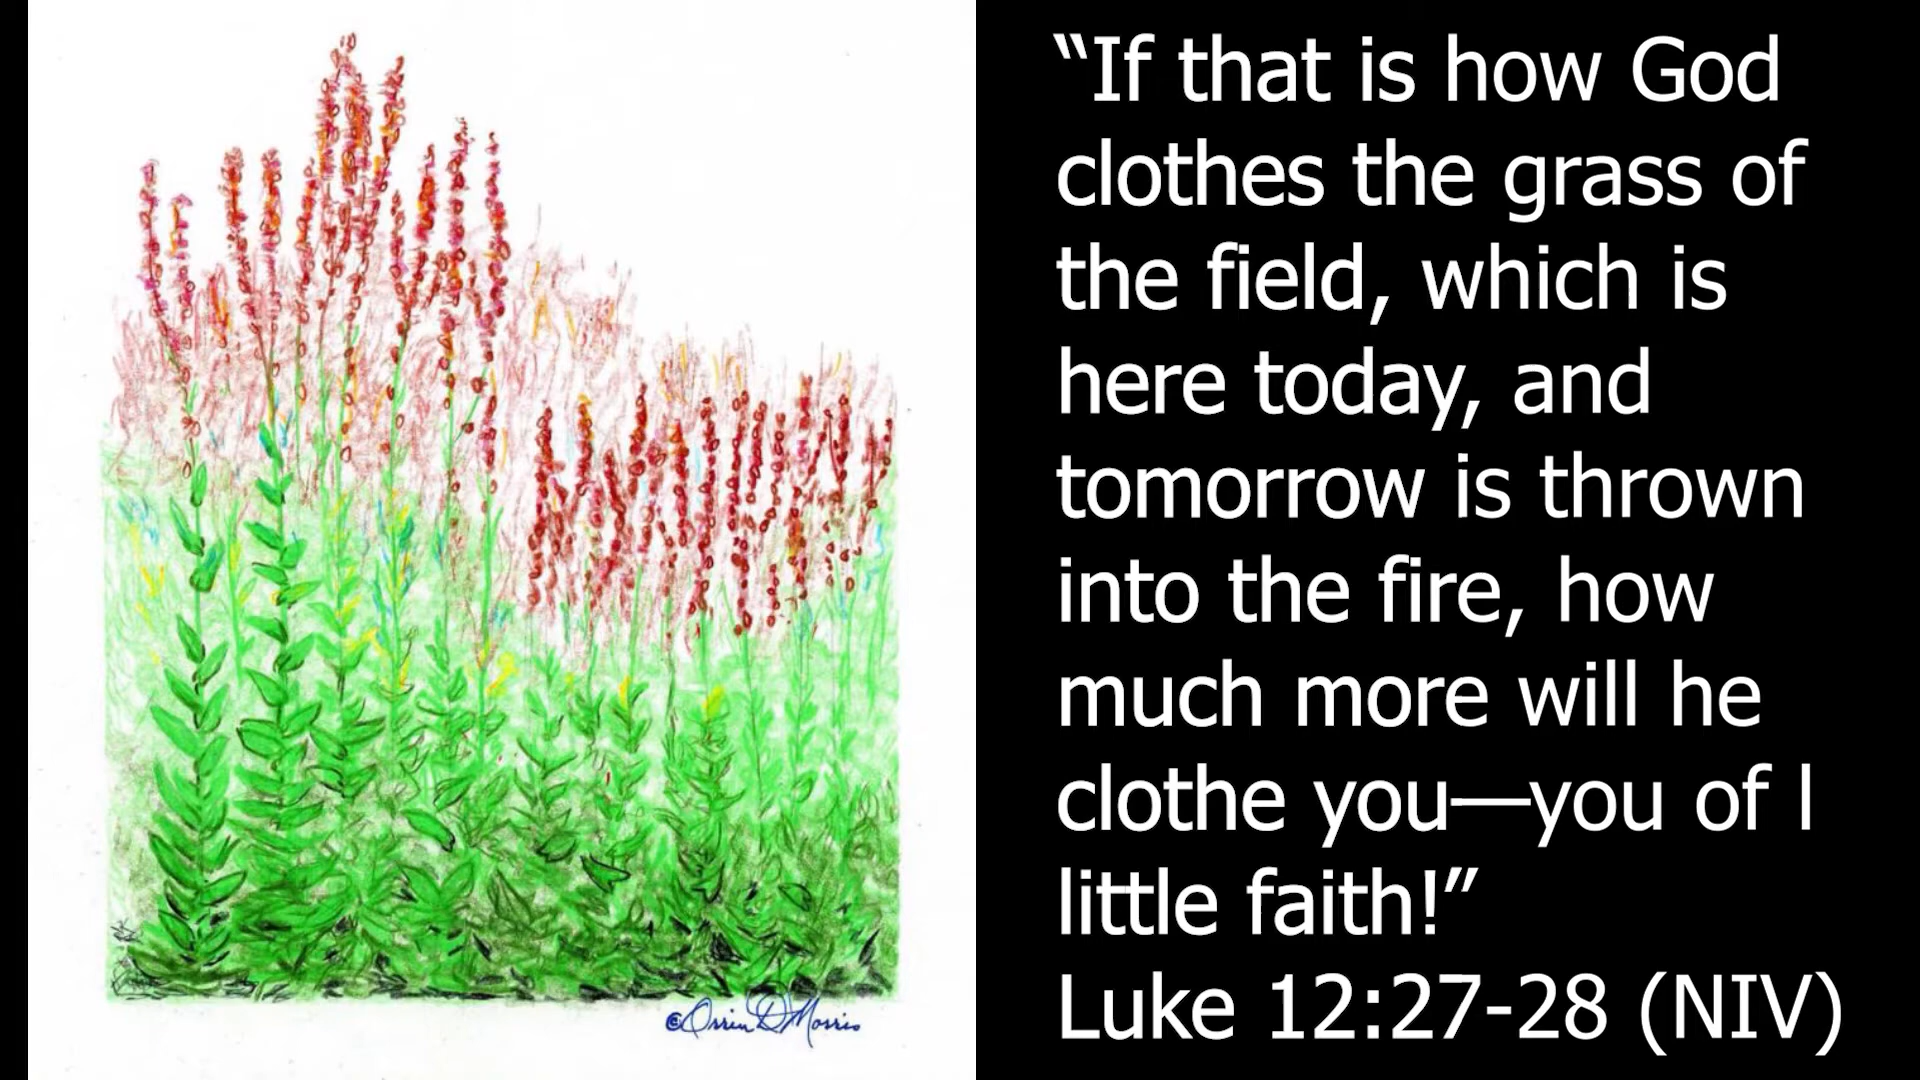 “If that is how God
clothes the grass of
the field, which is
here today, and
tomorrow is thrown
into the fire, how
much more will he
clothe you—you of l
little faith!”
Luke 12:27-28 (NIV)
©Orrin D Morris